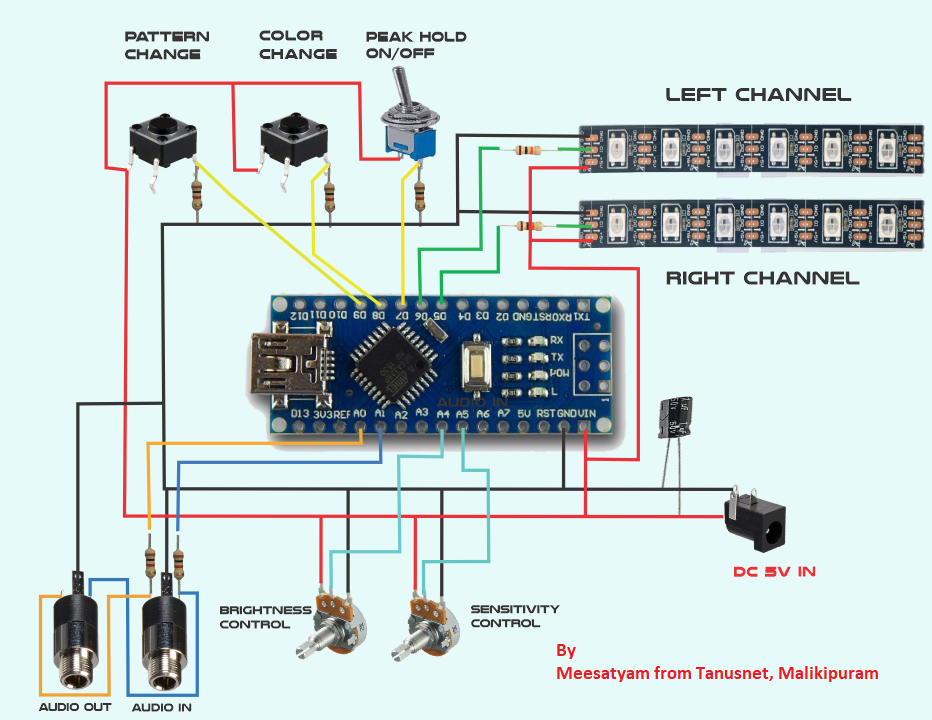 PATTERN
CHANGE
COLOR
CHANGE
PEAK HOLD
ON/OFF
LEFT CHANNEL
RIGHT CHANNEL
D12 D11 D10 D9 D8 D7 D6 D5 D4 D3 D2 GND RST RX0 TX1
RX
TX
PWR
L
AUDIO IN
1
D13 3V3 REF A0 A1 A2 A3 A4 A5 A6 A7 5V RST GND VIN
DC 5V IN
BRIGHTNESS
CONTROL
SENSITIVITY
CONTROL
By
Meesatyam from Tanusnet, Malikipuram
AUDIO OUT
AUDIO IN